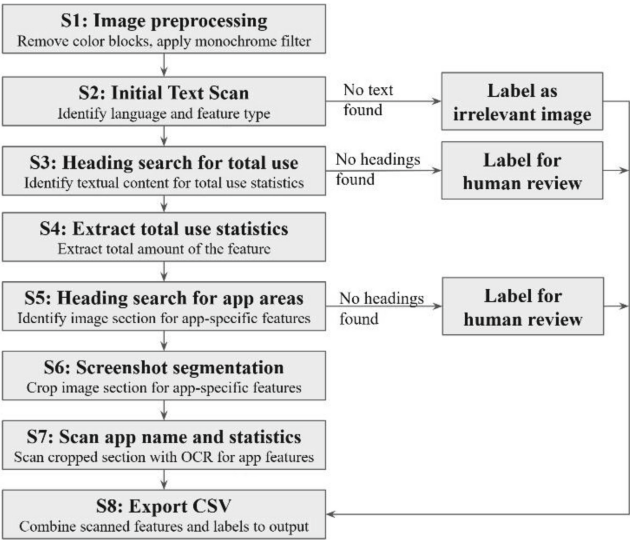 S1: Image preprocessing
Remove color blocks, apply monochrome filter
S2: Initial Text Scan
Identify language and feature type
No text
found
Label as
irrelevant image
S3: Heading search for total use
Identify textual content for total use statistics
No headings
found
Label for
human review
S4: Extract total use statistics
Extract total amount of the feature
S5: Heading search for app areas
Identify image section for app-specific features
No headings
found
Label for
human review
S6: Screenshot segmentation
Crop image section for app-specific features
S7: Scan app name and statistics
Scan cropped section with OCR for app features
S8: Export CSV
Combine scanned features and labels to output